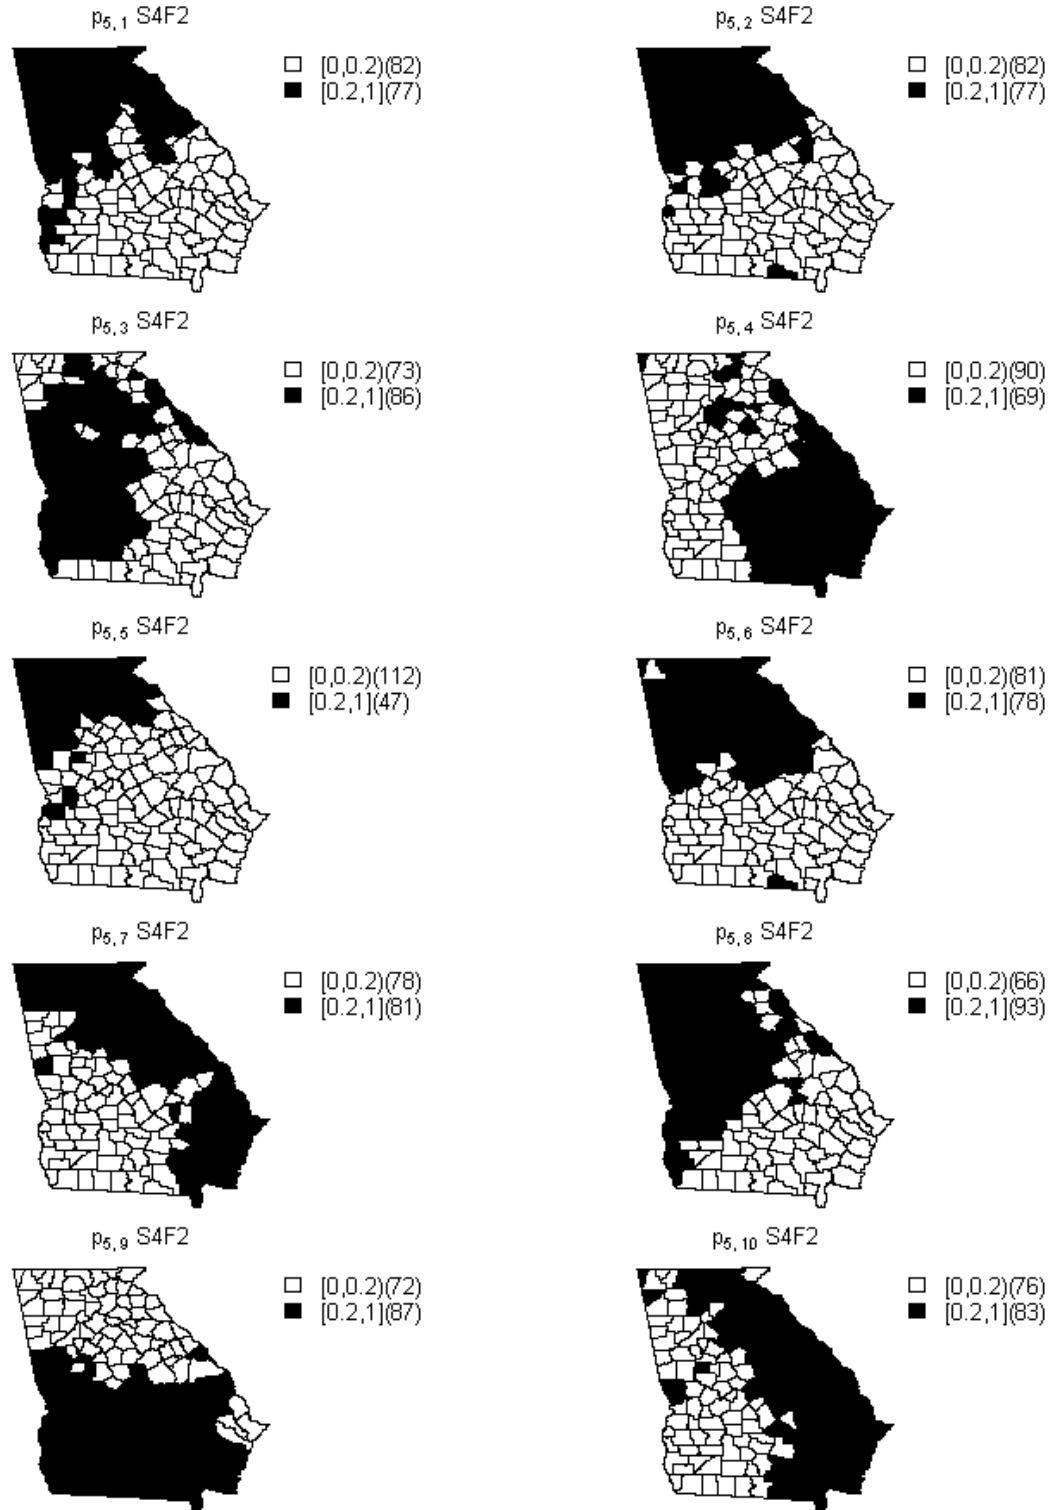 p5, 1 S4F2
[0,0.2)(82)
[0.2,1](77)
p5, 2 S4F2
[0,0.2)(82)
[0.2,1](77)
p5, 3 S4F2
[0,0.2)(73)
[0.2,1](86)
p5, 4 S4F2
[0,0.2)(90)
[0.2,1](69)
p5, 5 S4F2
[0,0.2)(112)
[0.2,1](47)
p5, 6 S4F2
[0,0.2)(81)
[0.2,1](78)
p5, 7 S4F2
[0,0.2)(78)
[0.2,1](81)
p5, 8 S4F2
[0,0.2)(66)
[0.2,1](93)
p5, 9 S4F2
[0,0.2)(72)
[0.2,1](87)
p5, 10 S4F2
[0,0.2)(76)
[0.2,1](83)